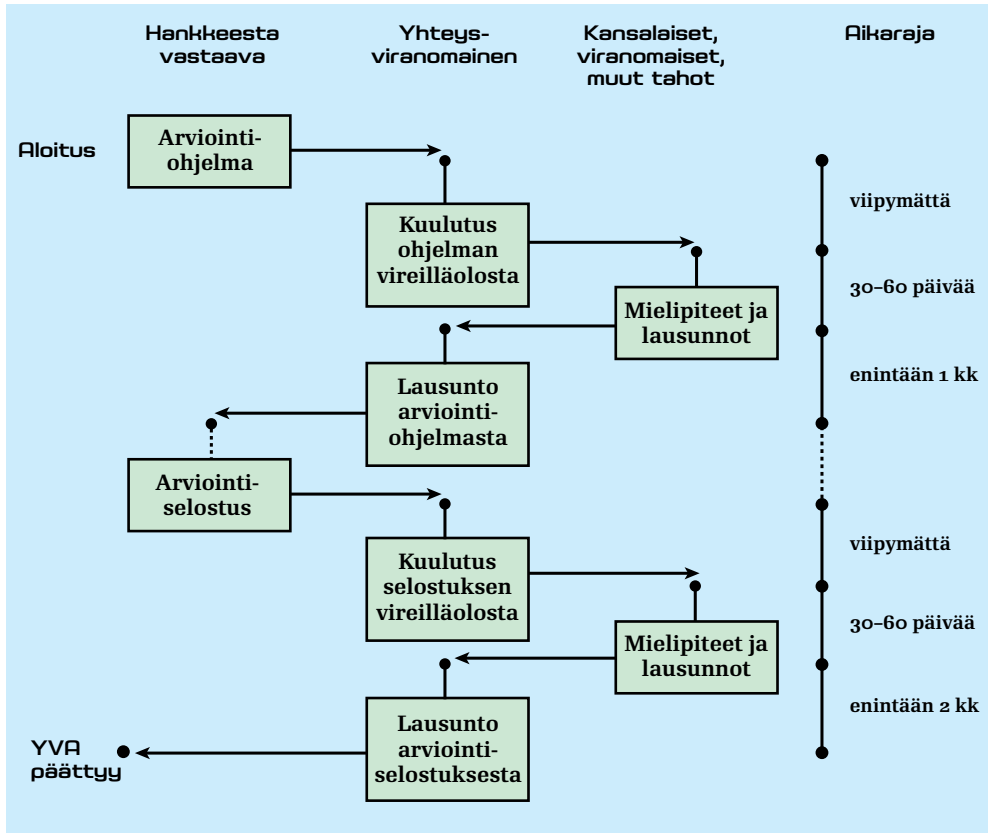 Hankkeesta
vastaava
Yhteys-
viranomainen
Kansalaiset,
viranomaiset,
muut tahot
Aikaraja
Aloitus
Arviointi-
ohjelma
viipymättä
Kuulutus
ohjelman
vireilläolosta
30–60 päivää
Mielipiteet ja
lausunnot
enintään 1 kk
Lausunto
arviointi-
ohjelmasta
Arviointi-
selostus
viipymättä
Kuulutus
selostuksen
vireilläolosta
30–60 päivää
Mielipiteet ja
lausunnot
enintään 2 kk
Lausunto
arviointi-
selostuksesta
YVA
päättyy